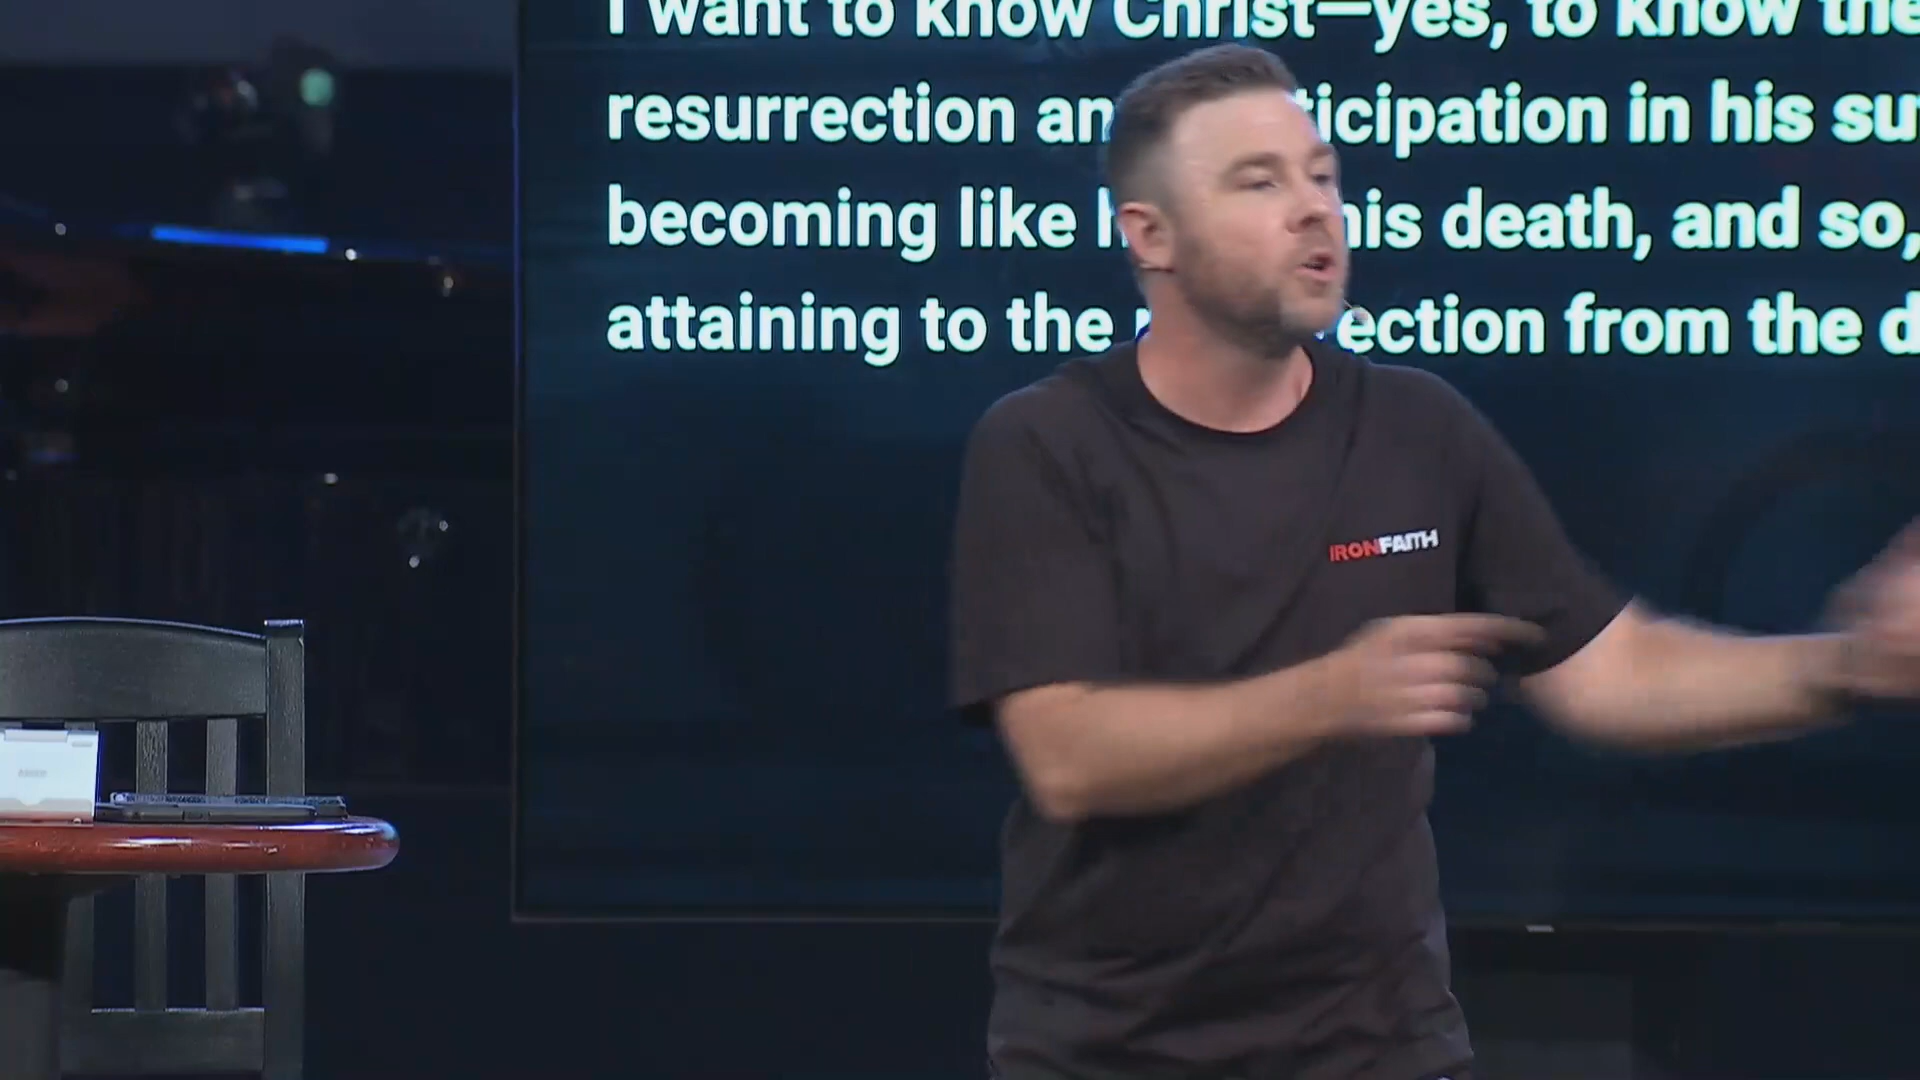 I want to know Christ—yes, to know the
resurrection an ticipation in his su
becoming like h his death, and so,
attaining to the r ection from the d
IRONFAITH